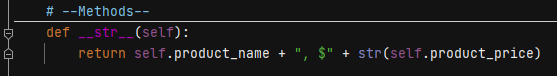 # --Methods--
def __str__(self):
return self.product_name + ", $" + str(self.product_price)